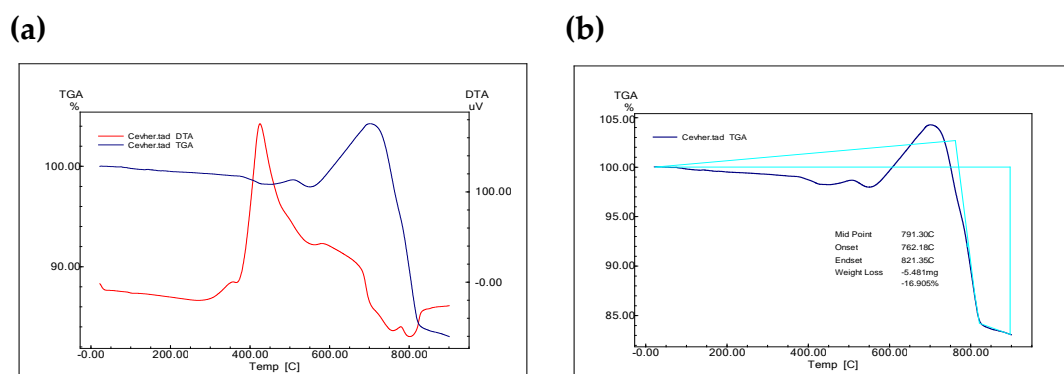 (a)
TGA
%
DTA
uV
Cevher.tad DTA
Cevher.tad TGA
100.00
90.00
100.00
-0.00
-0.00
200.00
400.00
600.00
800.00
Temp [C]
(b)
TGA
%
105.00
100.00
95.00
90.00
85.00
Cevher.tad TGA
Mid Point 791.30C
Onset 762.18C
Endset 821.35C
Weight Loss -5.481mg
-16.905%
-0.00
200.00
400.00
600.00
800.00
Temp [C]